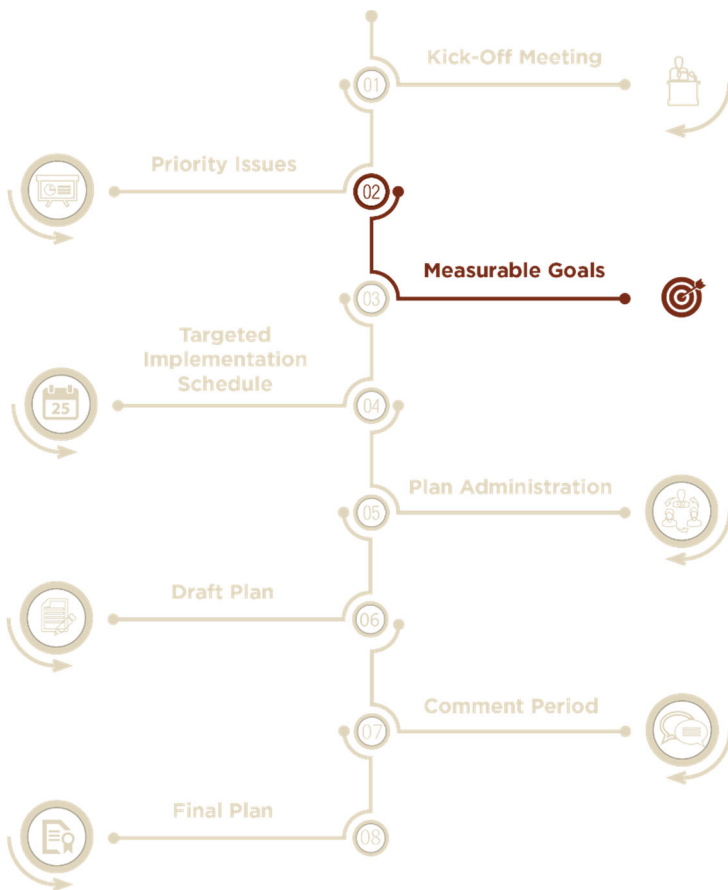 Kick-Off Meeting
01
Priority Issues
02
Measurable Goals
03
Targeted
Implementation
Schedule
25
04
Plan Administration
05
Draft Plan
06
Comment Period
07
Final Plan
08